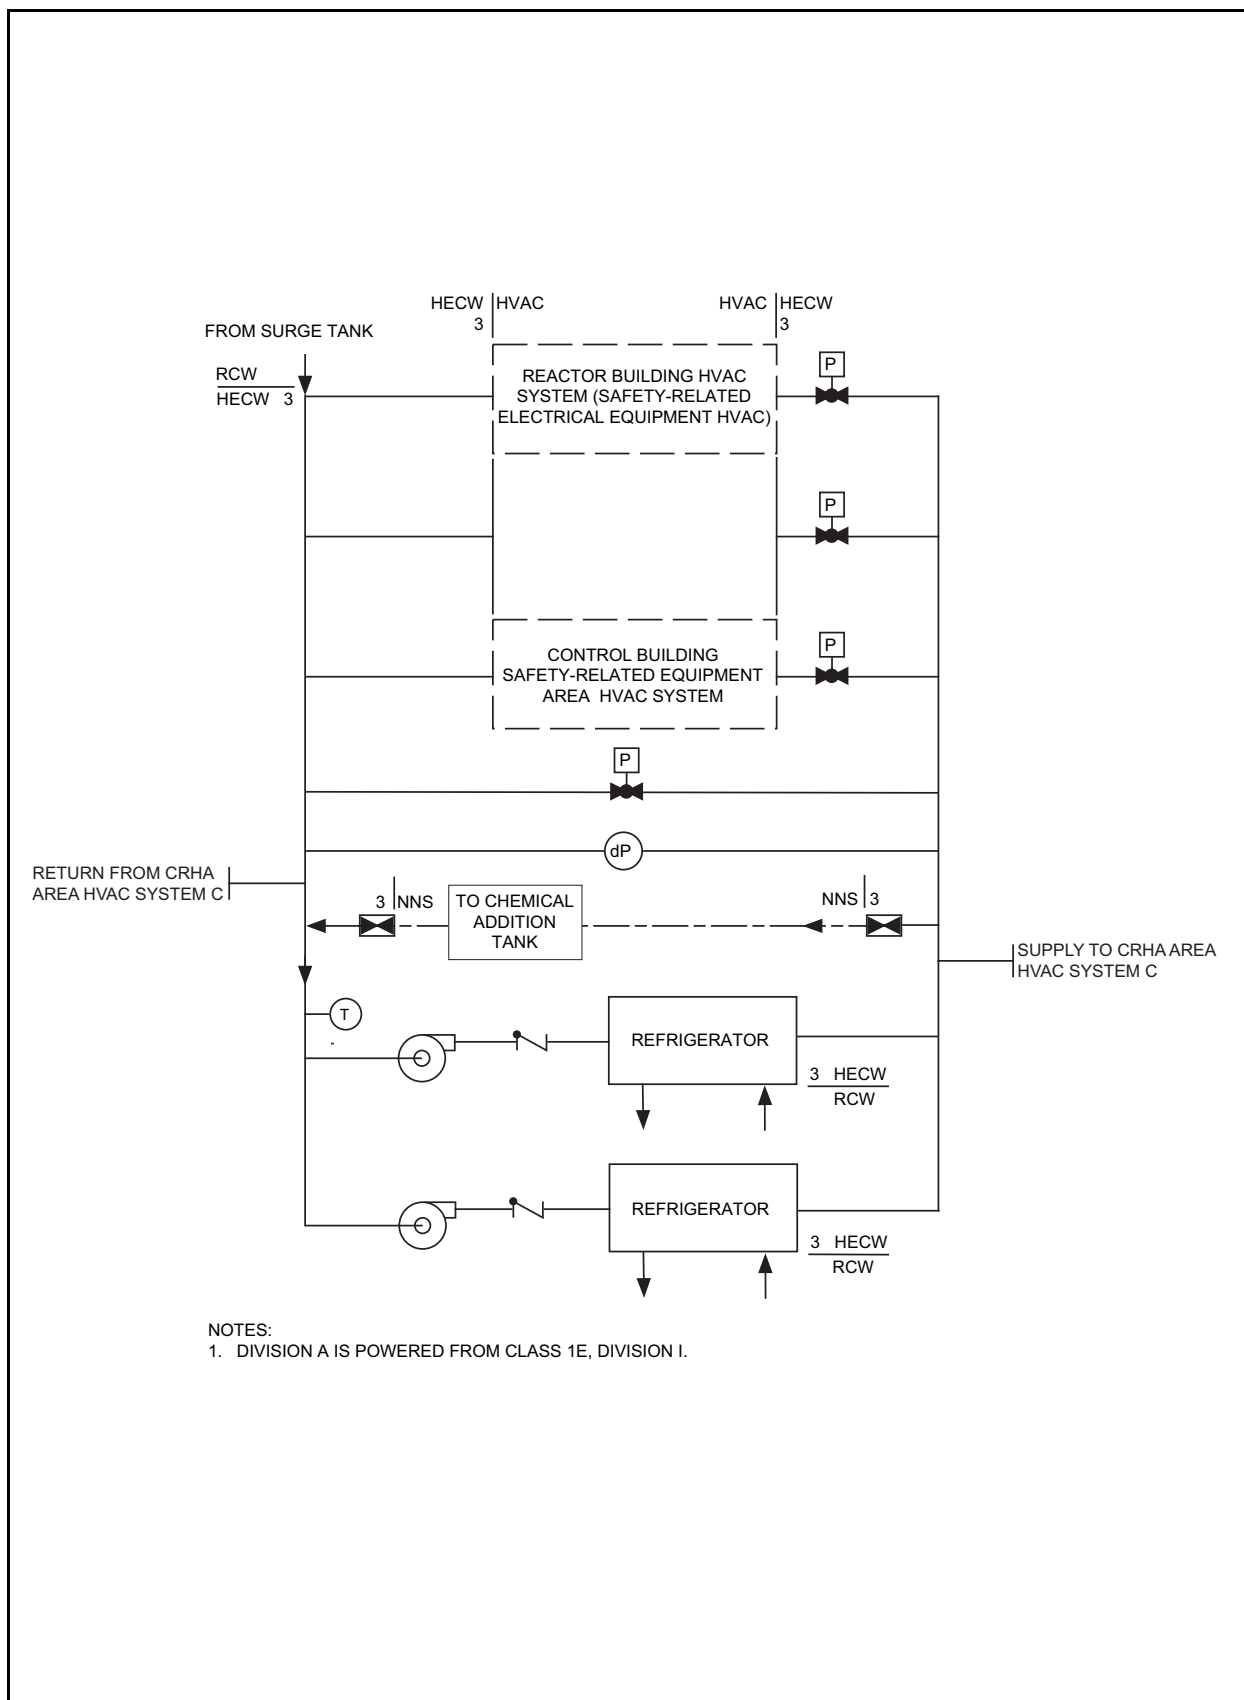 HECW HVAC
3
HVAC HECW
3
FROM SURGE TANK
RCW
HECW 3
REACTOR BUILDING HVAC
SYSTEM (SAFETY-RELATED
ELECTRICAL EQUIPMENT HVAC)
P
P
CONTROL BUILDING
SAFETY-RELATED EQUIPMENT
AREA HVAC SYSTEM
P
P
dP
RETURN FROM CRHA
AREA HVAC SYSTEM C
3 NNS
TO CHEMICAL
ADDITION
TANK
NNS 3
SUPPLY TO CRHA AREA
HVAC SYSTEM C
T
REFRIGERATOR
3 HECW
RCW
REFRIGERATOR
3 HECW
RCW
NOTES:
1. DIVISION A IS POWERED FROM CLASS 1E, DIVISION I.